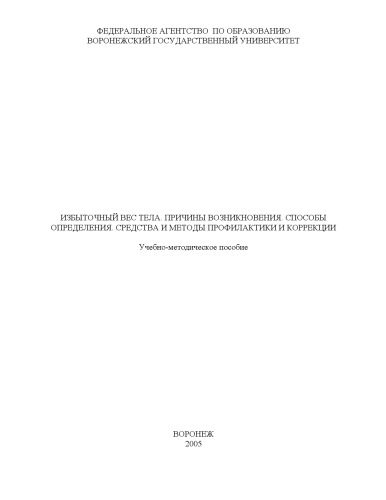 ФЕДЕРАЛЬНОЕ АГЕНТСТВО ПО ОБРАЗОВАНИЮ
ВОРОНЕЖСКИЙ ГОСУДАРСТВЕННЫЙ УНИВЕРСИТЕТ
ИЗБЫТОЧНЫЙ ВЕС ТЕЛА. ПРИЧИНЫ ВОЗНИКНОВЕНИЯ. СПОСОБЫ
ОПРЕДЕЛЕНИЯ. СРЕДСТВА И МЕТОДЫ ПРОФИЛАКТИКИ И КОРРЕКЦИИ
Учебно-методическое пособие
ВОРОНЕЖ
2005